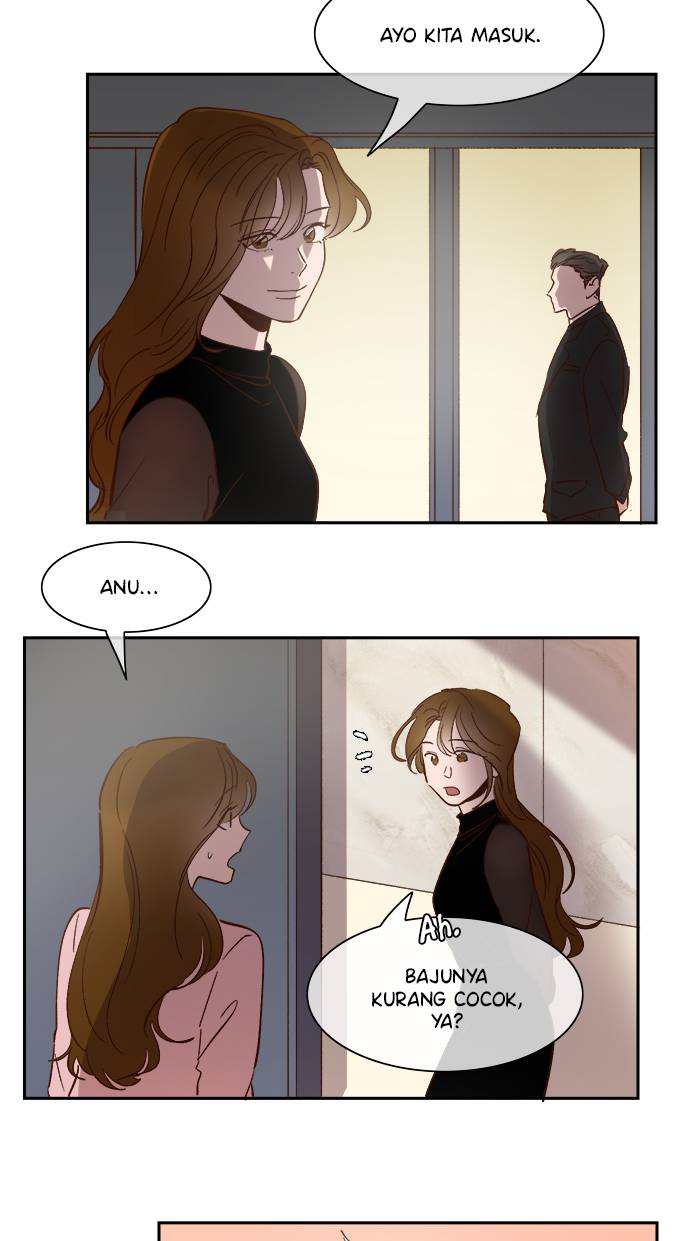 AYO KITA MASUK.
ANU...
Ah.
BAJUNYA
KURANG COCOK,
YA?